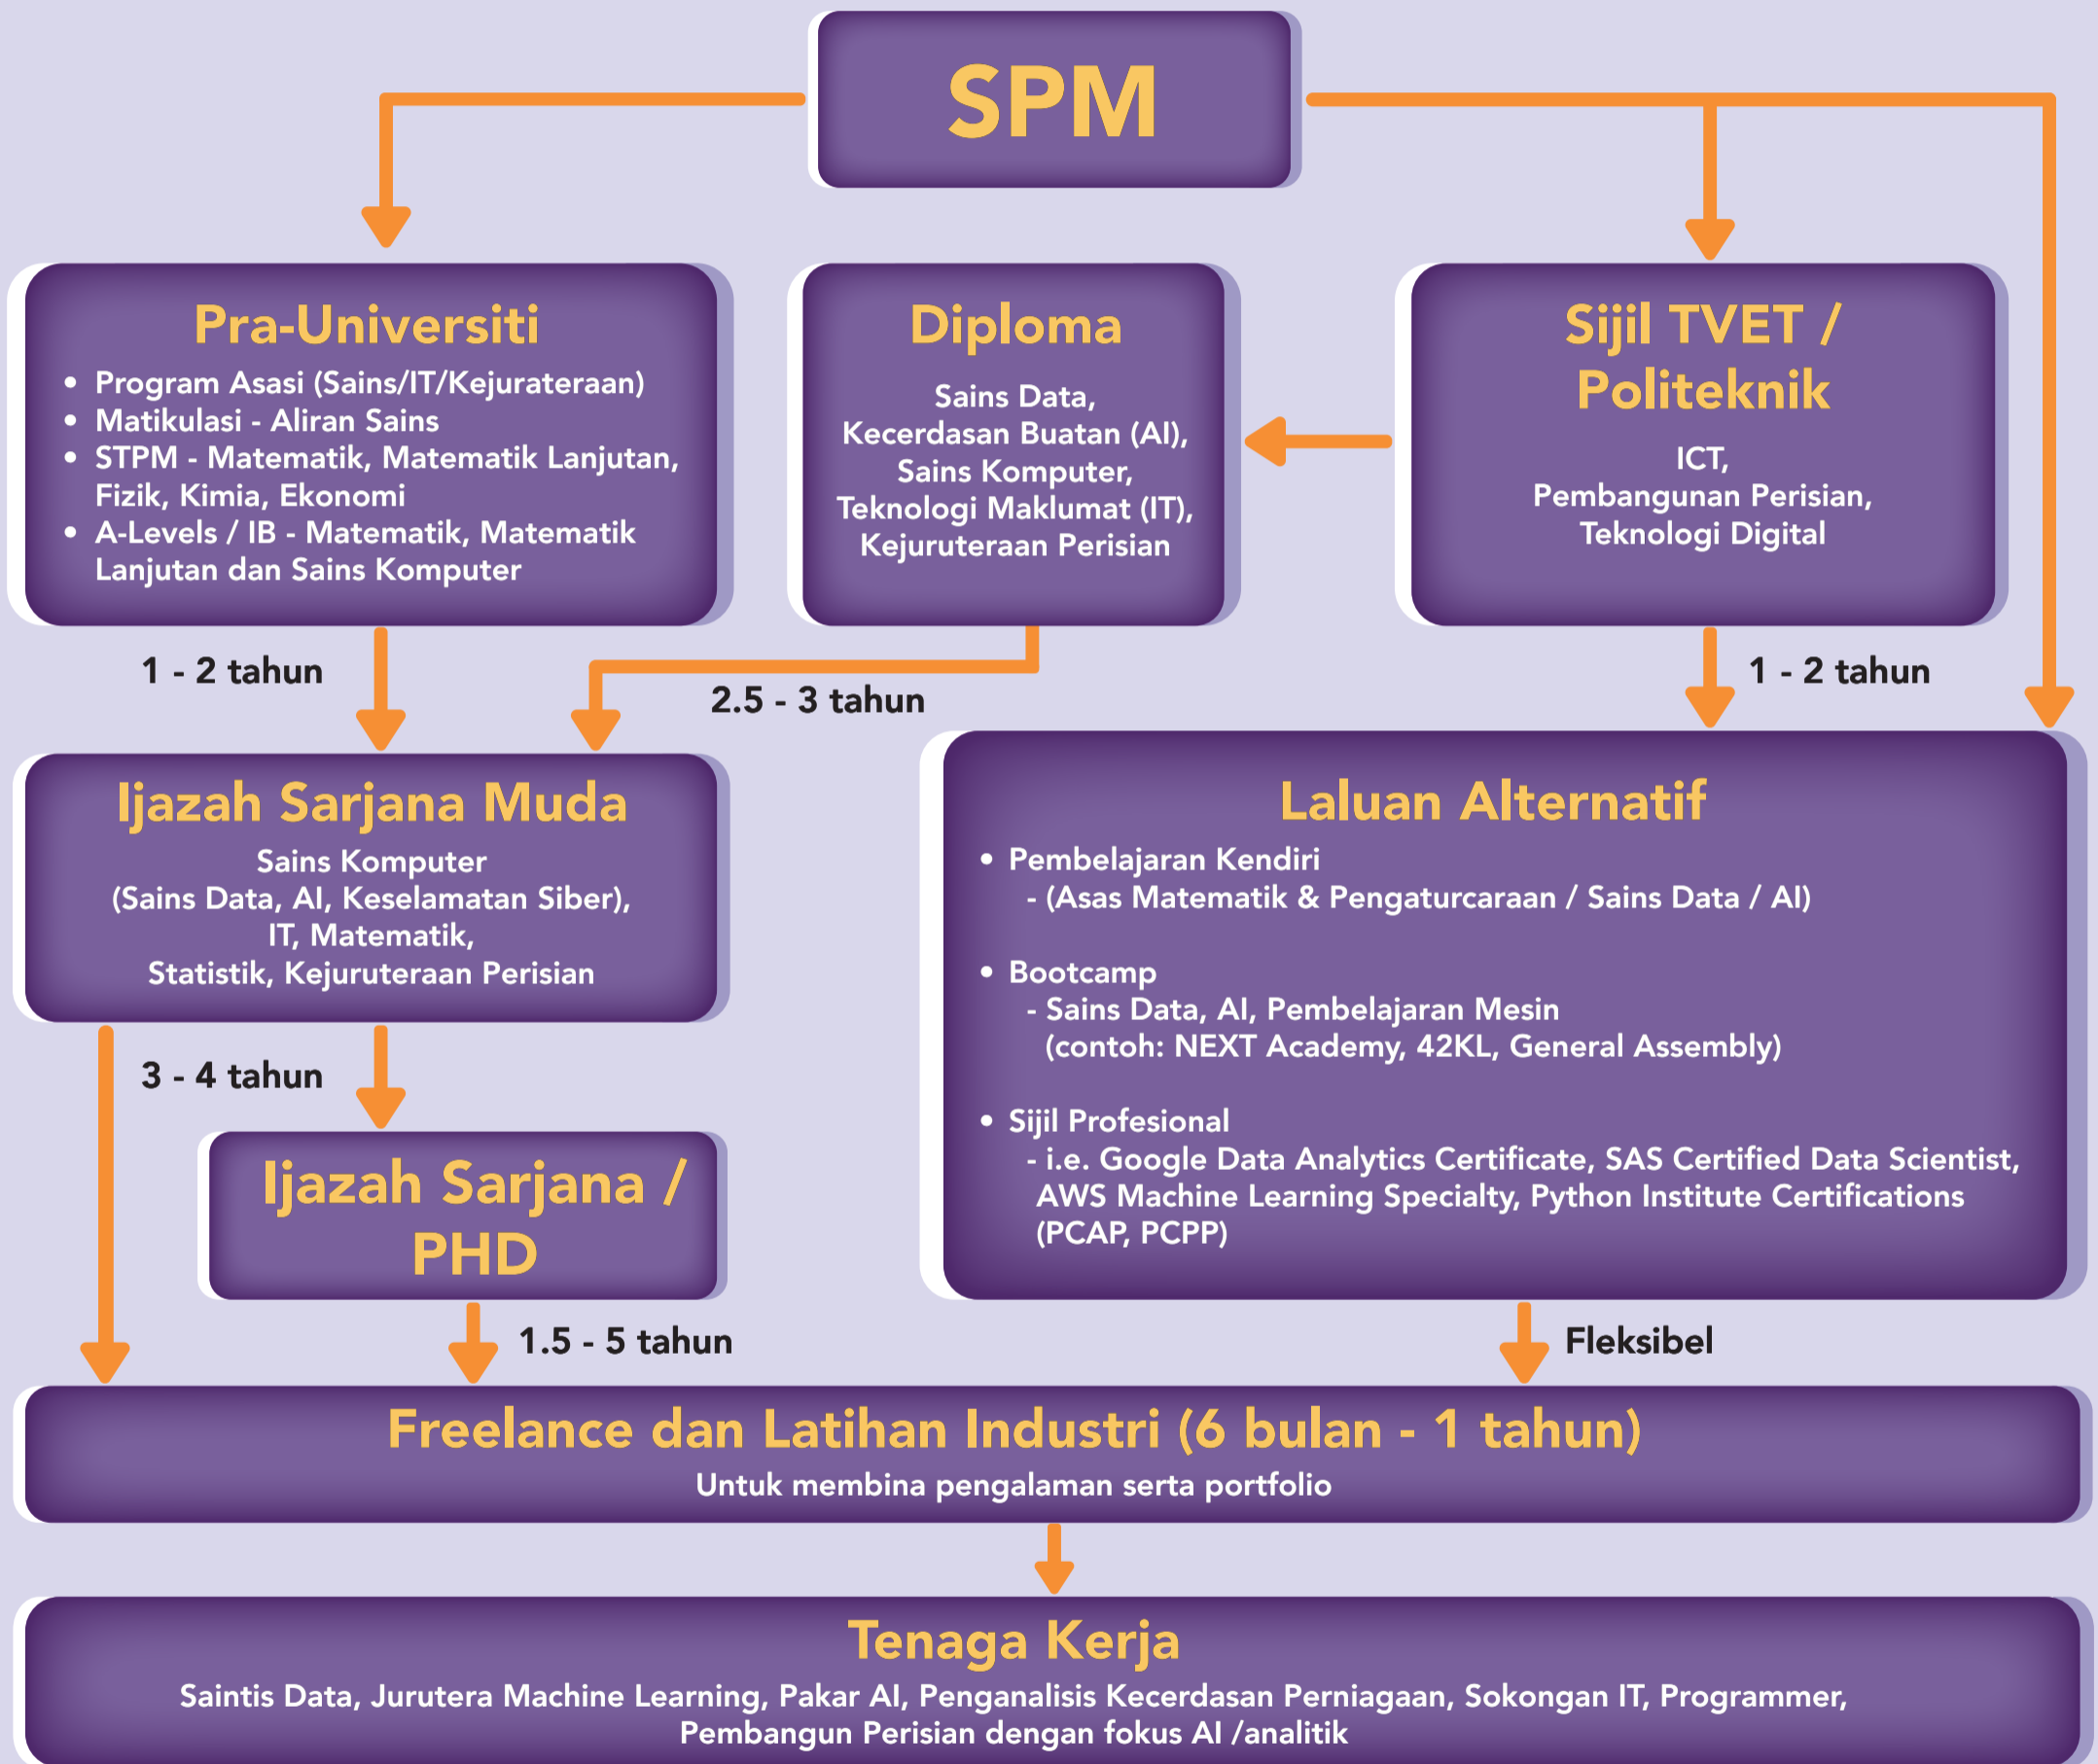 SPM
Pra-Universiti
• Program Asasi (Sains/IT/Kejurateraan)
• Matikulasi - Aliran Sains
• STPM - Matematik, Matematik Lanjutan,
Fizik, Kimia, Ekonomi
• A-Levels / IB - Matematik, Matematik
Lanjutan dan Sains Komputer
Diploma
Sains Data,
Kecerdasan Buatan (AI),
Sains Komputer,
Teknologi Maklumat (IT),
Kejuruteraan Perisian
Sijil TVET /
Politeknik
ICT,
Pembangunan Perisian,
Teknologi Digital
1 - 2 tahun
2.5 - 3 tahun
1 - 2 tahun
Ijazah Sarjana Muda
Sains Komputer
(Sains Data, AI, Keselamatan Siber),
IT, Matematik,
Statistik, Kejuruteraan Perisian
3 - 4 tahun
Ijazah Sarjana /
PHD
1.5 - 5 tahun
Laluan Alternatif
• Pembelajaran Kendiri
- (Asas Matematik & Pengaturcaraan / Sains Data / AI)
• Bootcamp
- Sains Data, AI, Pembelajaran Mesin
(contoh: NEXT Academy, 42KL, General Assembly)
• Sijil Profesional
- i.e. Google Data Analytics Certificate, SAS Certified Data Scientist,
AWS Machine Learning Specialty, Python Institute Certifications
(PCAP, PCPP)
Fleksibel
Freelance dan Latihan Industri (6 bulan - 1 tahun)
Untuk membina pengalaman serta portfolio
Tenaga Kerja
Saintis Data, Jurutera Machine Learning, Pakar AI, Penganalisis Kecerdasan Perniagaan, Sokongan IT, Programmer,
Pembangun Perisian dengan fokus AI /analitik